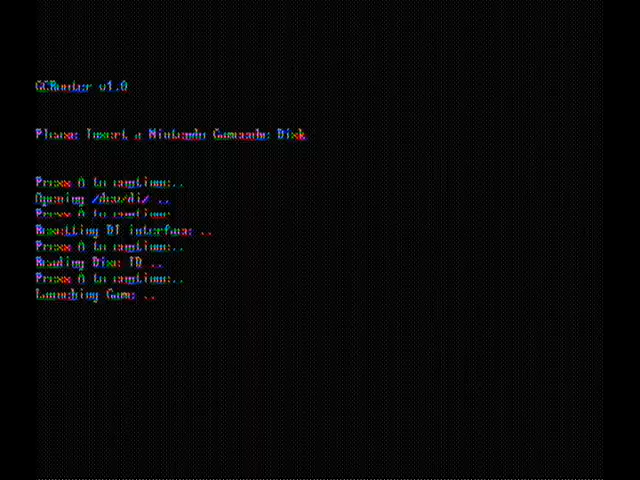 GCBooter v1.0
Please Insert a Nintendo Gamecube Disk
Press A to continue..
Opening /dev/di/ ..
Press A to continue
Resetting DI interface ..
Press A to continue..
Reading Disc ID ..
Press A to continue..
Launching Game ..